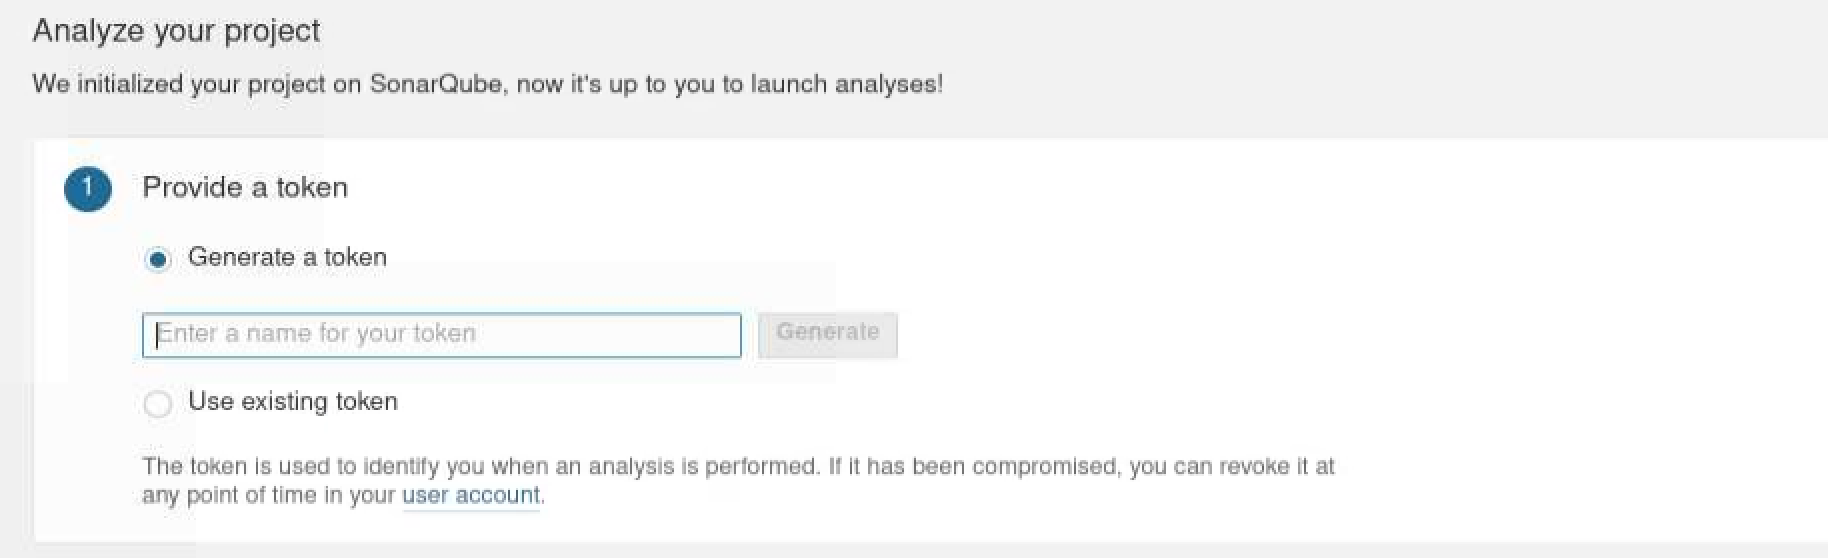 Analyze your project
We initialized your project on SonarQube, now it's up to you to launch analyses!
1 Provide a token
Generate a token
Enter a name for your token Generate
Use existing token
The token is used to identify you when an analysis is performed. If it has been compromised, you can revoke it at
any point of time in your user account.